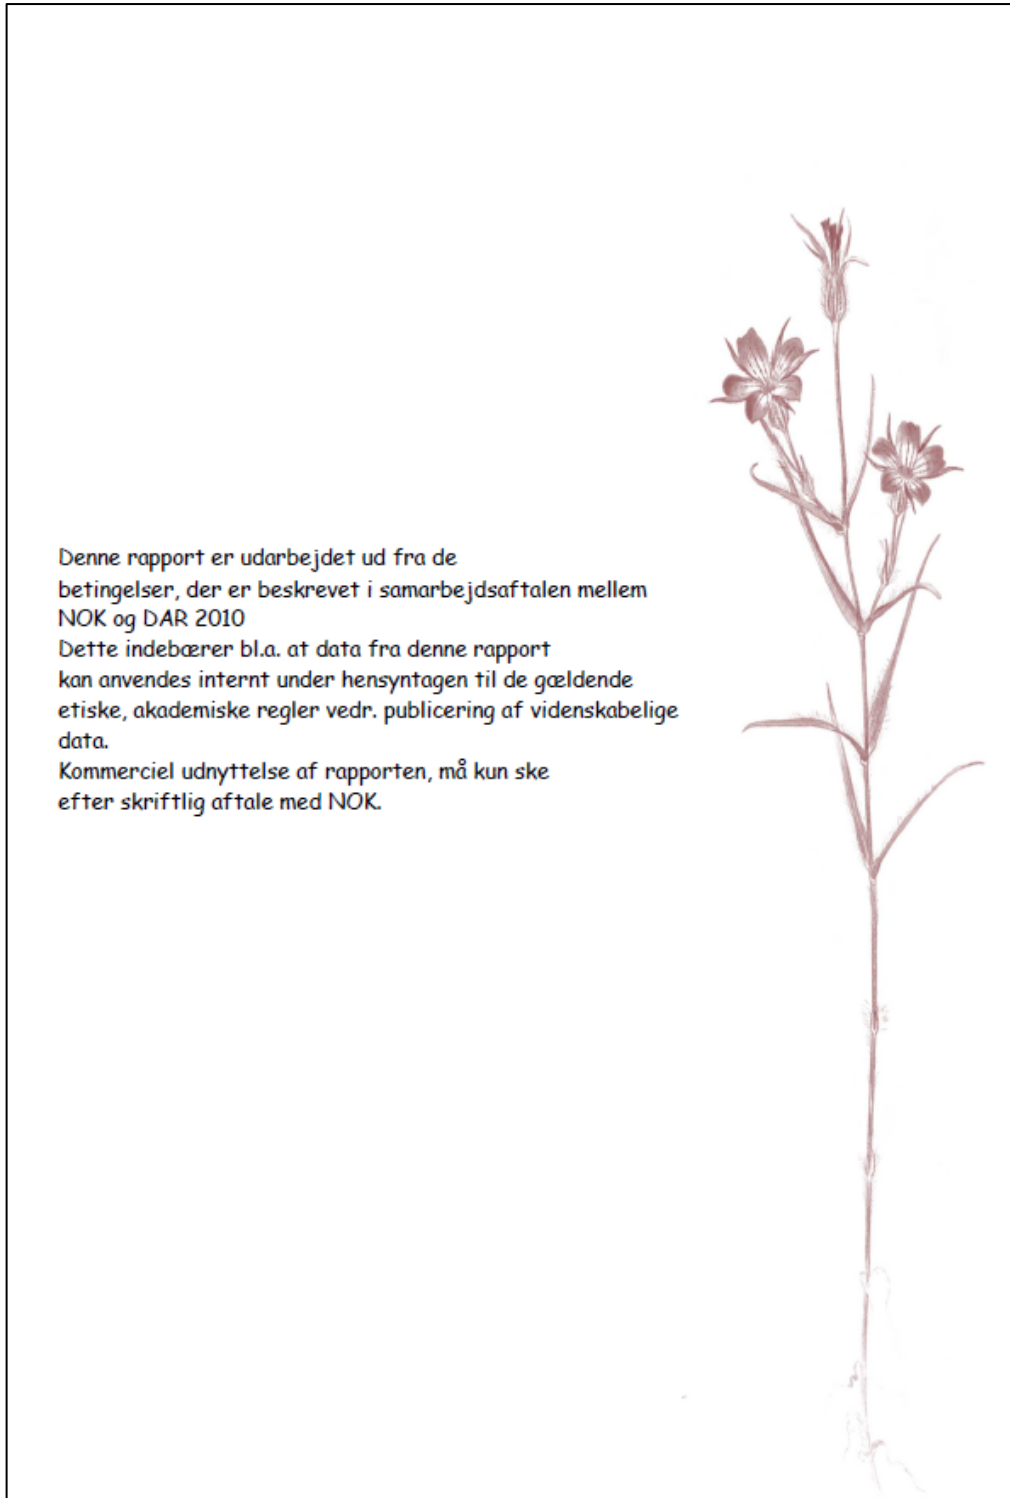 Denne rapport er udarbejdet ud fra de
betingelser, der er beskrevet i samarbejdsaftalen mellem
NOK og DAR 2010
Dette indebærer bl.a. at data fra denne rapport
kan anvendes internt under hensyntagen til de gældende
etiske, akademiske regler vedr. publicering af videnskabelige
data.
Kommerciel udnyttelse af rapporten, må kun ske
efter skriftlig aftale med NOK.